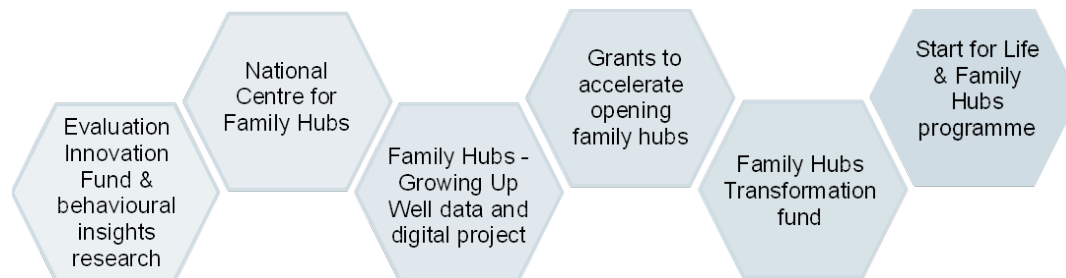 Evaluation
Innovation
Fund &
behavioural
insights
research
National
Centre for
Family Hubs
Family Hubs -
Growing Up
Well data and
digital project
Grants to
accelerate
opening
family hubs
Family Hubs
Transformation
fund
Start for Life
& Family
Hubs
programme